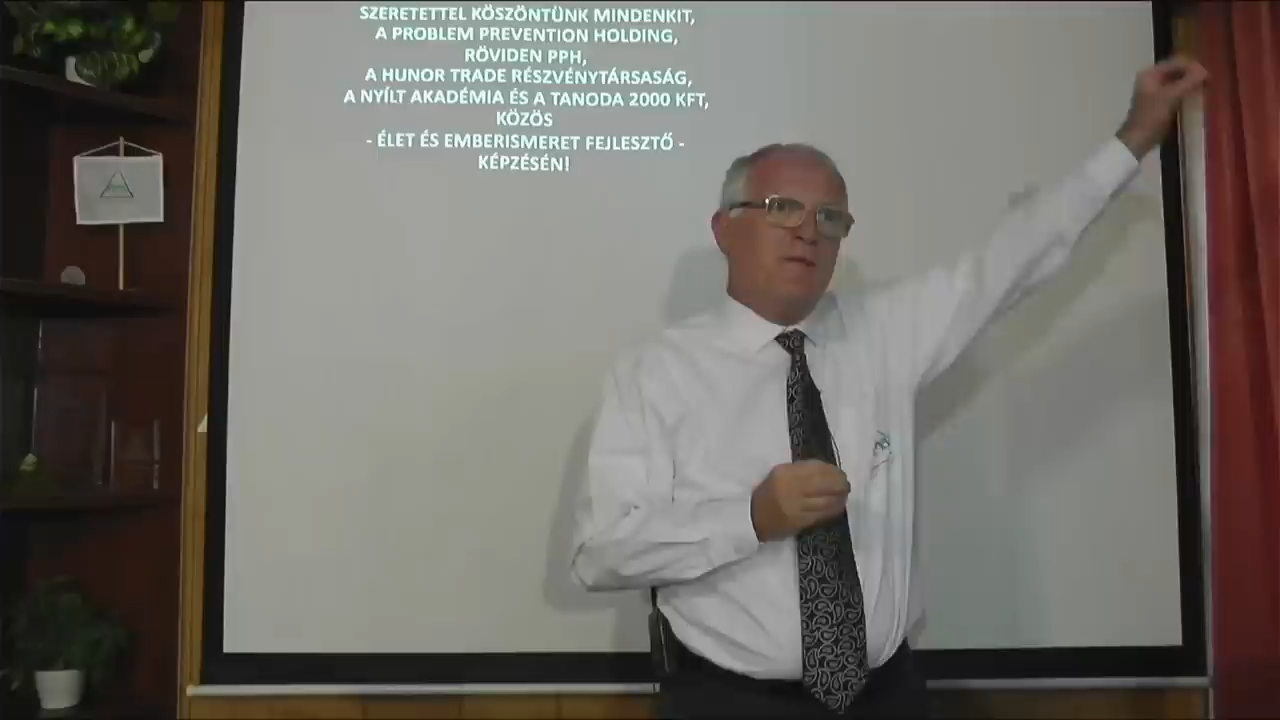 SZERETETTEL KÖSZÖNTÜNK MINDENKIT,
A PROBLEM PREVENTION HOLDING,
RÖVIDEN PPH,
A HUNOR TRADE RÉSZVÉNYTÁRSASÁG,
A NYÍLT AKADÉMIA ÉS A TANODA 2000 KFT,
KÖZÖS
- ÉLET ÉS EMBERISMERET FEJLESZTŐ -
KÉPZÉSÉN!